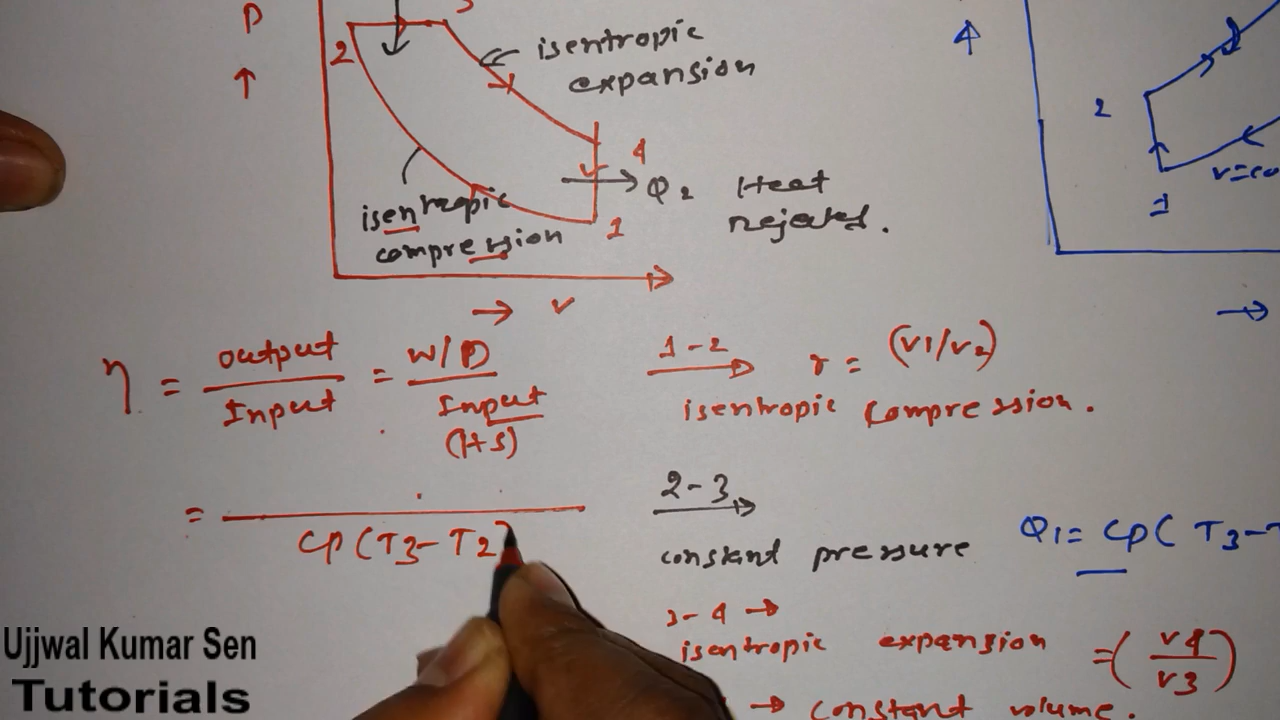 P
3
2
isentropic
expansion
4
Q2 Heat
rejected.
isentropic
compression
1
v
2
1
v=co
η = output / Input = W/D / Input (H+S)
1-2
r = (v1/v2)
isentropic compression.
= / Cp(T3-T2)
2-3
constant pressure
Q1= Cp( T3-
3-4 →
isentropic expansion = (v4/v3)
→ constant volume.
Ujjwal Kumar Sen
Tutorials